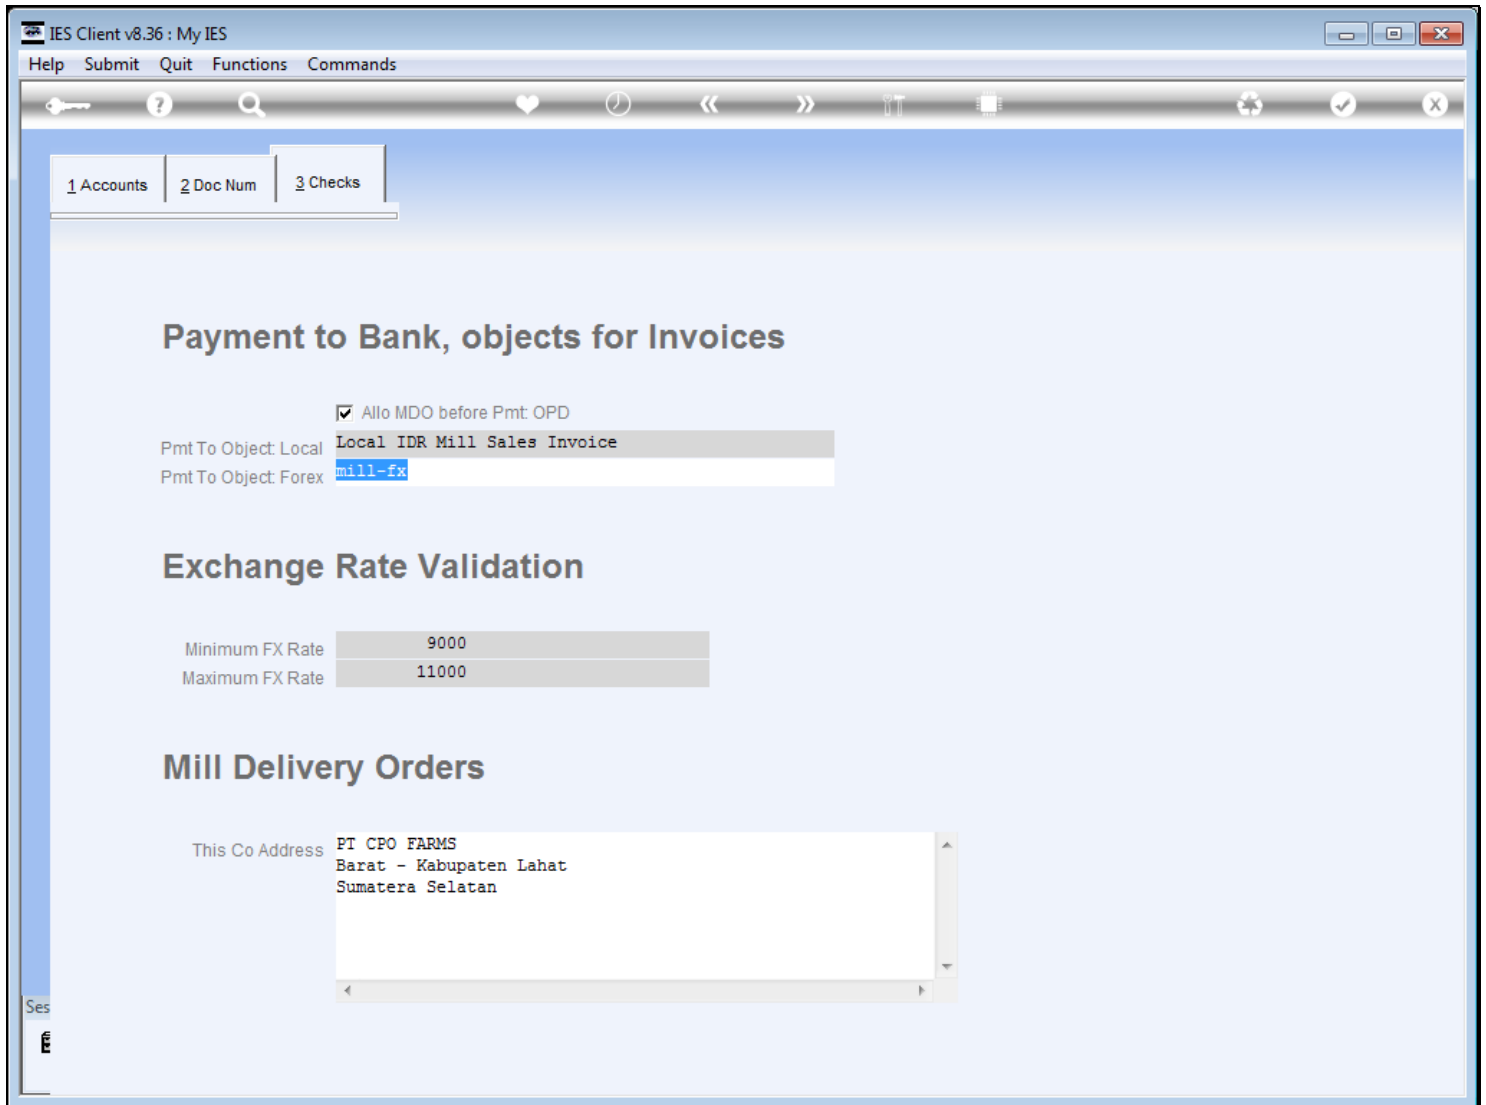 IES Client v8.36 : My IES
Help Submit Quit Functions Commands
1 Accounts 2 Doc Num 3 Checks
Payment to Bank, objects for Invoices
Allo MDO before Pmt: OPD
Pmt To Object: Local Local IDR Mill Sales Invoice
Pmt To Object: Forex mill-fx
Exchange Rate Validation
Minimum FX Rate 9000
Maximum FX Rate 11000
Mill Delivery Orders
This Co Address PT CPO FARMS
Barat - Kabupaten Lahat
Sumatera Selatan
Ses